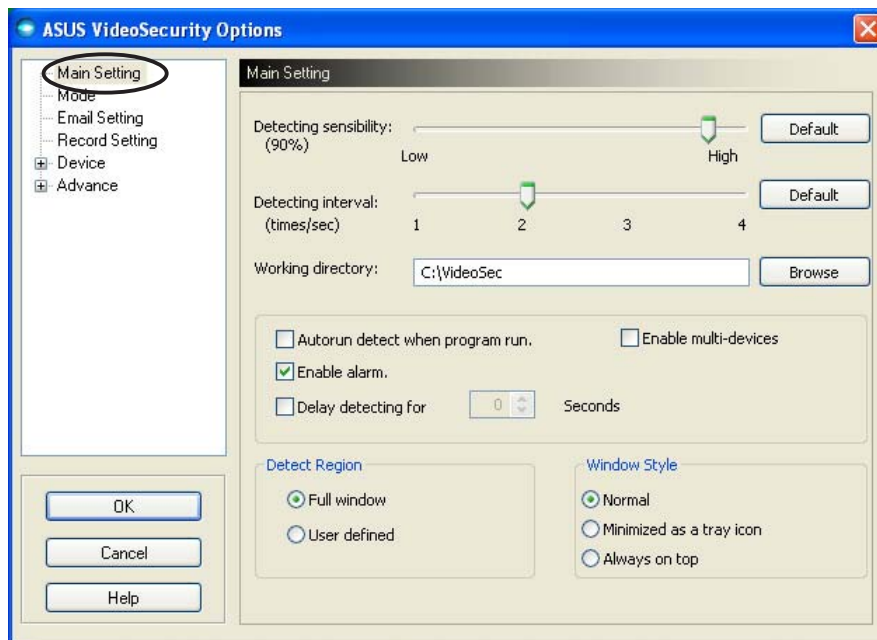 ASUS VideoSecurity Options
Main Setting
Mode
Email Setting
Record Setting
Device
Advance
OK
Cancel
Help
Main Setting
Detecting sensibility:
(90%)
Low
High
Default
Detecting interval:
(times/sec)
1 2 3 4
Default
Working directory:
C:\VideoSec
Browse
Autorun detect when program run.
Enable multi-devices
Enable alarm.
Delay detecting for 0 Seconds
Detect Region
Full window
User defined
Window Style
Normal
Minimized as a tray icon
Always on top